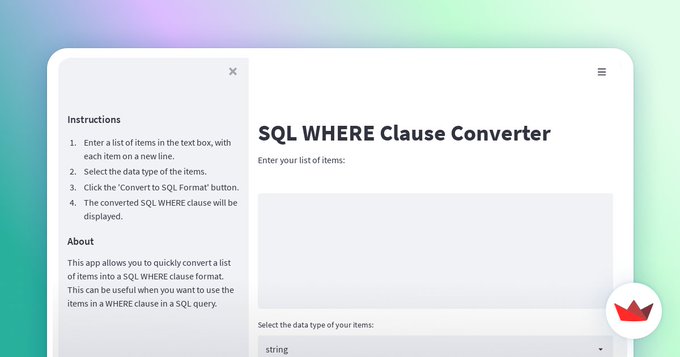 Instructions
1. Enter a list of items in the text box, with
each item on a new line.
2. Select the data type of the items.
3. Click the 'Convert to SQL Format' button.
4. The converted SQL WHERE clause will be
displayed.
About
This app allows you to quickly convert a list
of items into a SQL WHERE clause format.
This can be useful when you want to use the
items in a WHERE clause in a SQL query.
SQL WHERE Clause Converter
Enter your list of items:
Select the data type of your items:
string